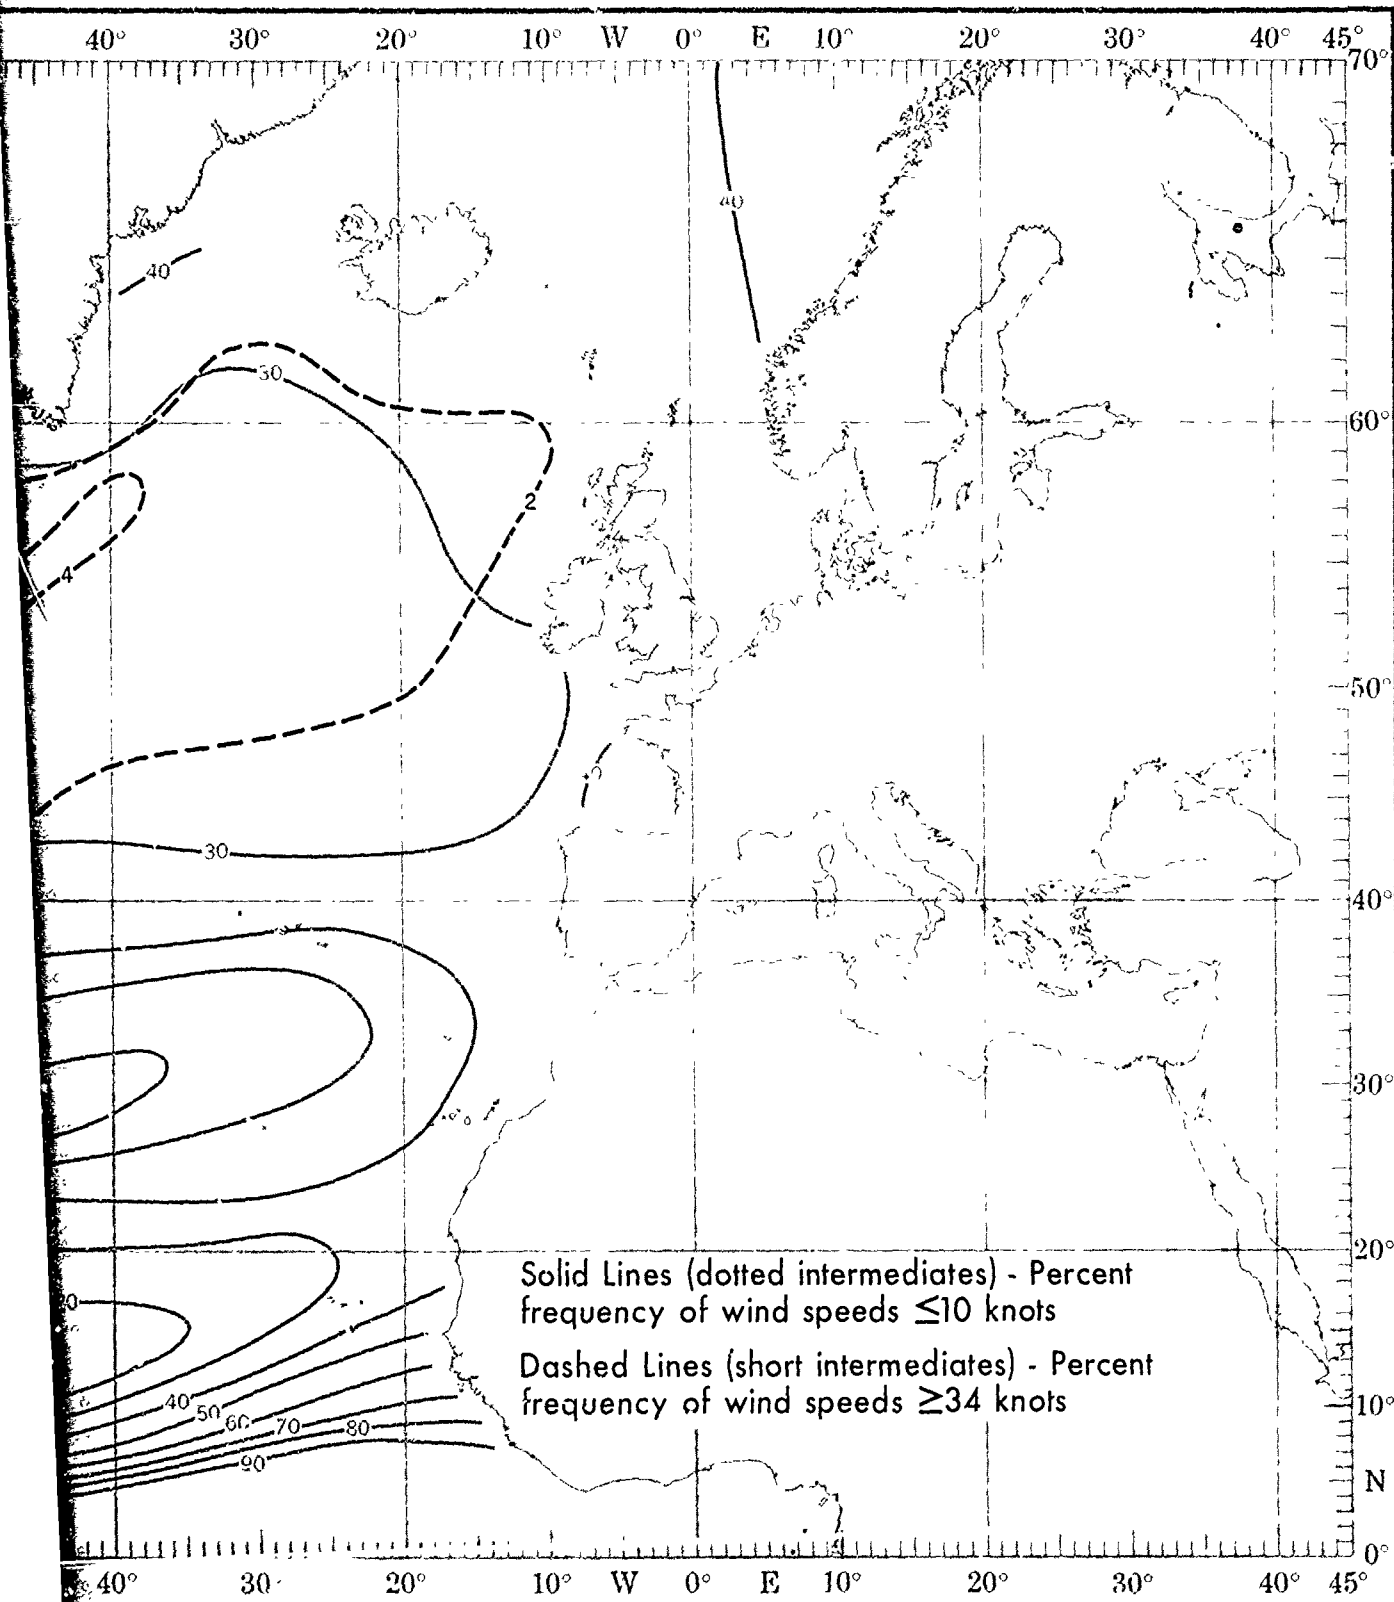 40° 30° 20° 10° W 0° E 10° 20° 30° 40° 45°
70°
40
40
30
60°
2
4
50°
30
40°
30°
20°
Solid Lines (dotted intermediates) - Percent
frequency of wind speeds ≤10 knots
Dashed Lines (short intermediates) - Percent
frequency of wind speeds ≥34 knots
40
50
60
70
80
90
10°
N
0°
40° 30° 20° 10° W 0° E 10° 20° 30° 40° 45°